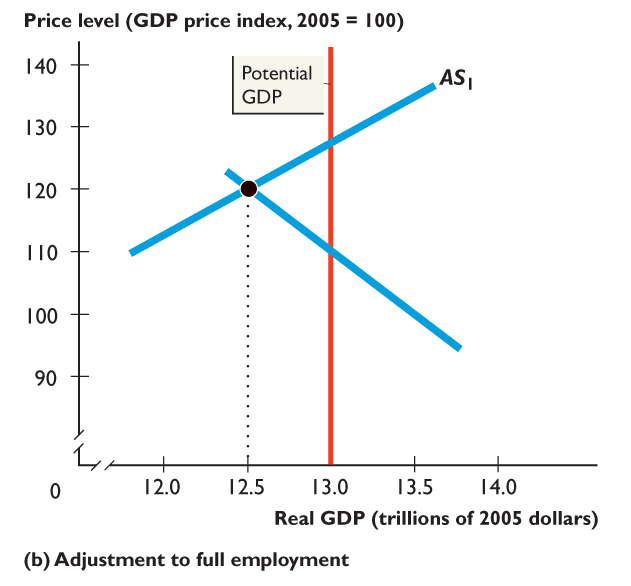 Price level (GDP price index, 2005 = 100)
140
130
120
110
100
90
0
Potential
GDP
AS1
12.0
12.5
13.0
13.5
14.0
Real GDP (trillions of 2005 dollars)
(b) Adjustment to full employment